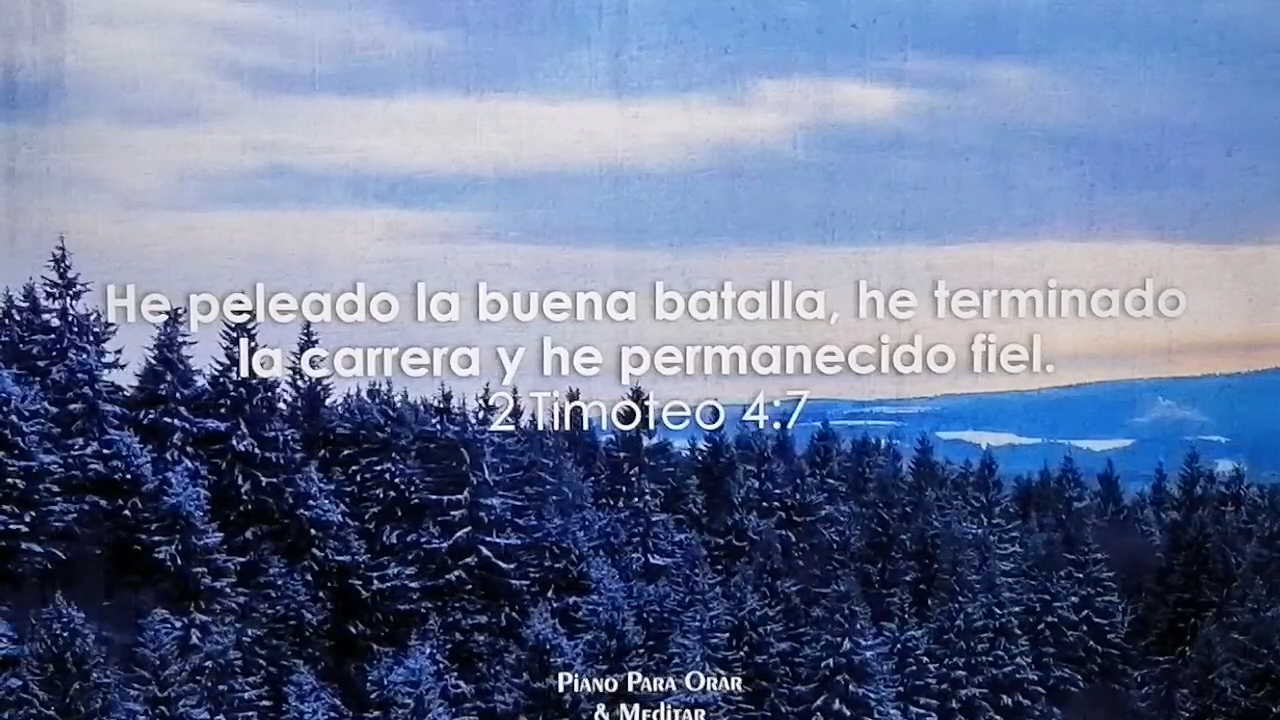 He peleado la buena batalla, he terminado
la carrera y he permanecido fiel.
2 Timoteo 4:7
Piano Para Orar
& Meditar